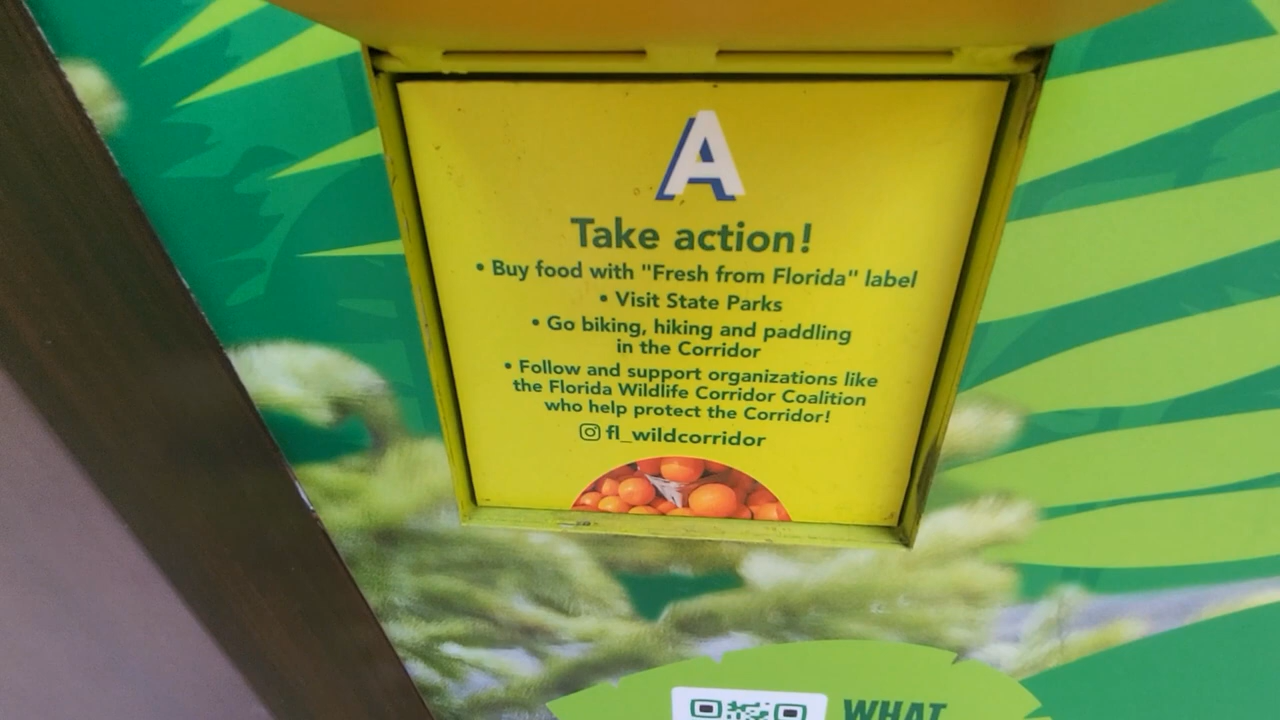 A
Take action!
• Buy food with "Fresh from Florida" label
• Visit State Parks
• Go biking, hiking and paddling
in the Corridor
• Follow and support organizations like
the Florida Wildlife Corridor Coalition
who help protect the Corridor!
fl_wildcorridor
WHAT